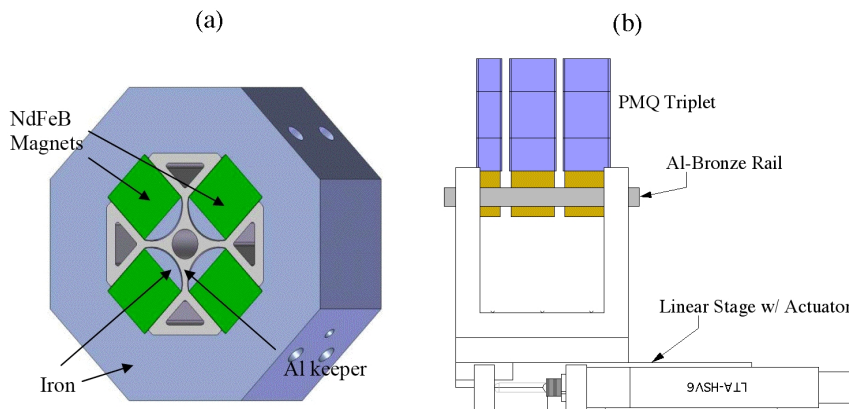 (a)
NdFeB
Magnets
Iron
Al keeper
(b)
PMQ Triplet
Al-Bronze Rail
Linear Stage w/ Actuator
LTA-HSV6